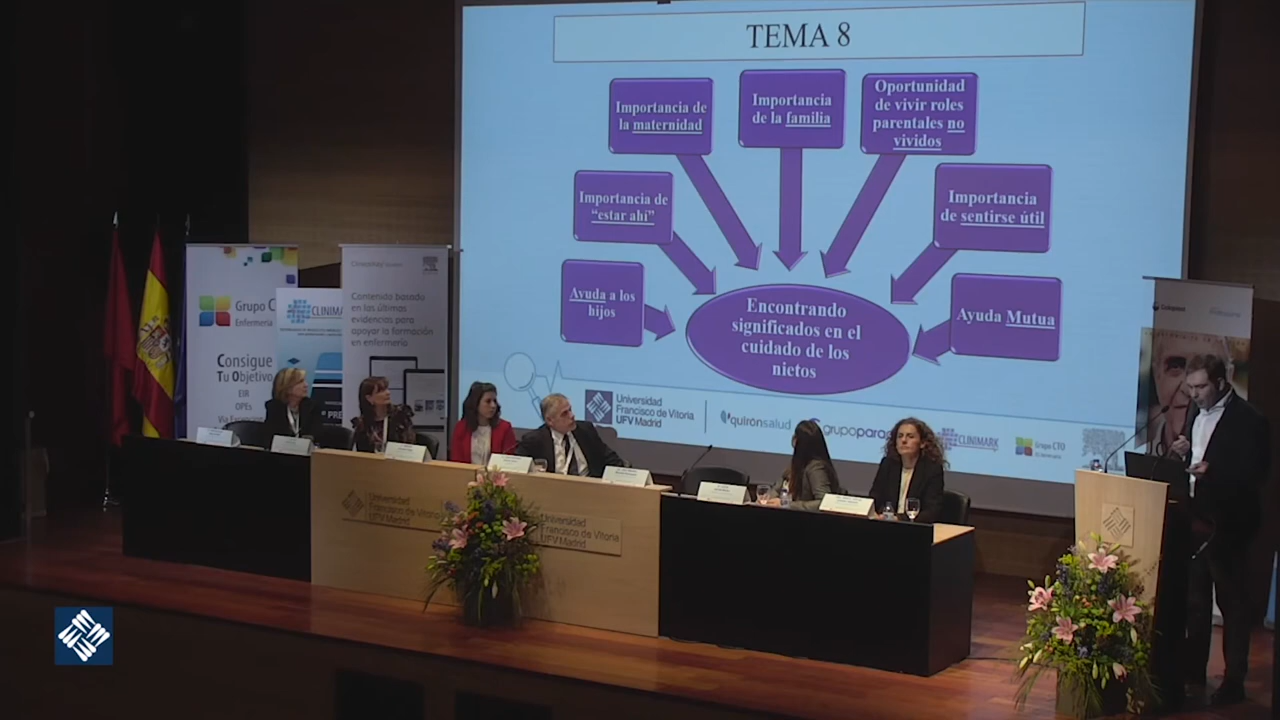 TEMA 8
Importancia de
la maternidad
Importancia
de la familia
Oportunidad
de vivir roles
parentales no
vividos
Importancia de
"estar ahí"
Importancia
de sentirse útil
Ayuda a los
hijos
Encontrando
significados en el
cuidado de los
nietos
Ayuda Mutua
Universidad
Francisco de Vitoria
UFV Madrid
quirónsalud
grupo
CLINIMARK
Grupo CTO
Grupo C
Enfermería
Consigue
Tu Objetivo
EIR
OPEs
CLINIMARK
Contenido basado
en las últimas
evidencias para
apoyar la formación
en enfermería
Universidad
Francisco de Vitoria
UFV Madrid
Universidad
Francisco de Vitoria
UFV Madrid